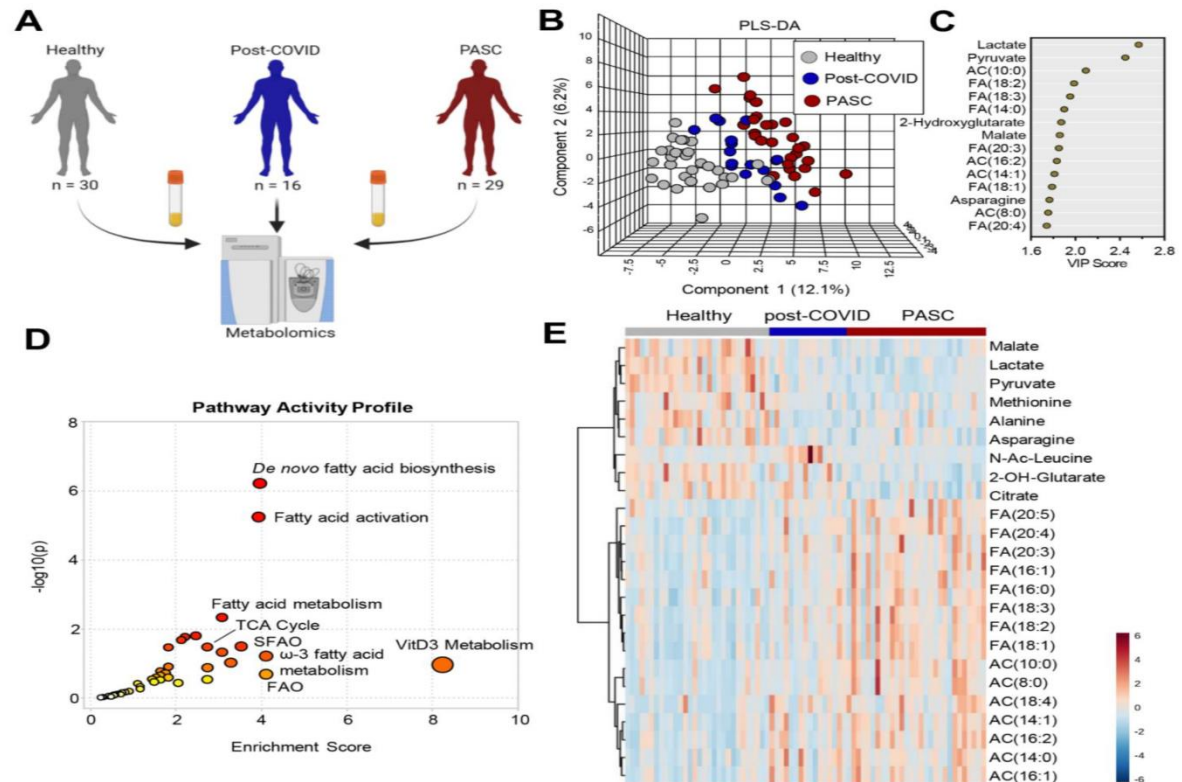 A
Healthy
Post-COVID
PASC
n = 30
n = 16
n = 29
Metabolomics
B
PLS-DA
Healthy
Post-COVID
PASC
Component 2 (6.2%)
10
8
6
4
2
0
-2
-4
-6
-7.5
-5
-2.5
0
2.5
5
7.5
10
12.5
Component 1 (12.1%)
C
Lactate
Pyruvate
AC(10:0)
FA(18:2)
FA(18:3)
FA(14:0)
2-Hydroxyglutarate
Malate
FA(20:3)
AC(16:2)
AC(14:1)
FA(18:1)
Asparagine
AC(8:0)
FA(20:4)
1.6 2.0 2.4 2.8
VIP Score
D
Pathway Activity Profile
-log10(p)
8
6
4
2
0
De novo fatty acid biosynthesis
Fatty acid activation
Fatty acid metabolism
TCA Cycle
SFAO
ω-3 fatty acid
metabolism
FAO
VitD3 Metabolism
0 2 4 6 8 10
Enrichment Score
E
Healthy post-COVID PASC
Malate
Lactate
Pyruvate
Methionine
Alanine
Asparagine
N-Ac-Leucine
2-OH-Glutarate
Citrate
FA(20:5)
FA(20:4)
FA(20:3)
FA(16:1)
FA(16:0)
FA(18:3)
FA(18:2)
FA(18:1)
AC(10:0)
AC(8:0)
AC(18:4)
AC(14:1)
AC(16:2)
AC(14:0)
AC(16:1)
6
4
2
0
-2
-4
-6